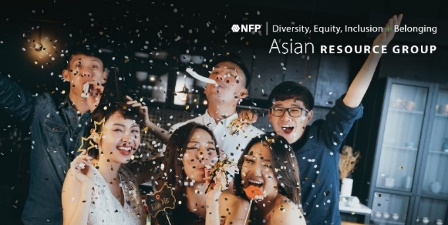 NFP | Diversity, Equity, Inclusion + Belonging
Asian RESOURCE GROUP